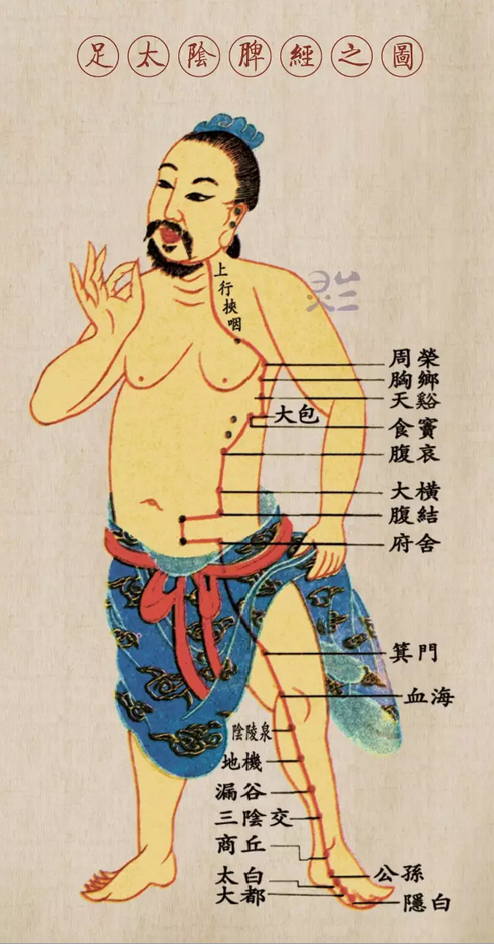 足太陰脾經之圖
上行挾咽
周榮
胸鄉
天谿
大包
食竇
腹哀
大橫
腹結
府舍
箕門
血海
陰陵泉
地機
漏谷
三陰交
商丘
太白
公孫
大都
隱白